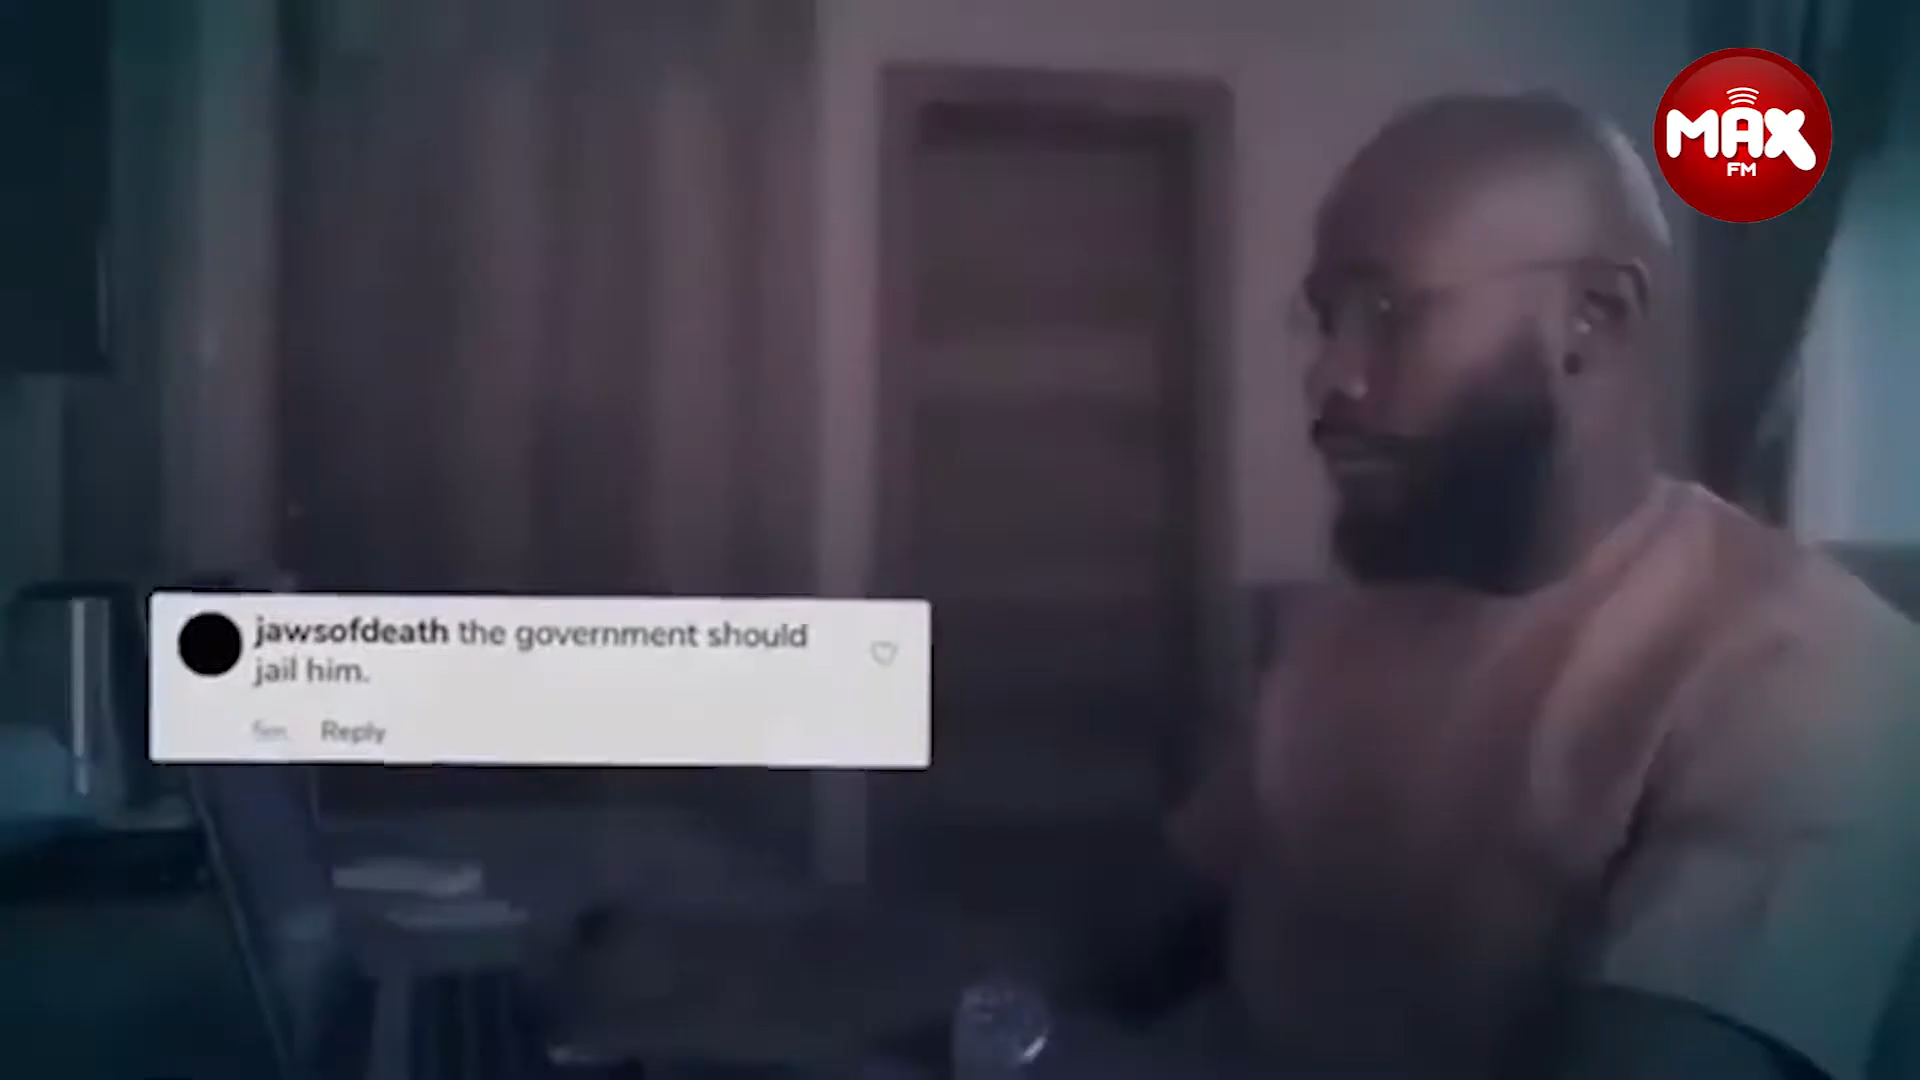 MAX
FM
jawsofdeath the government should
jail him.
Reply